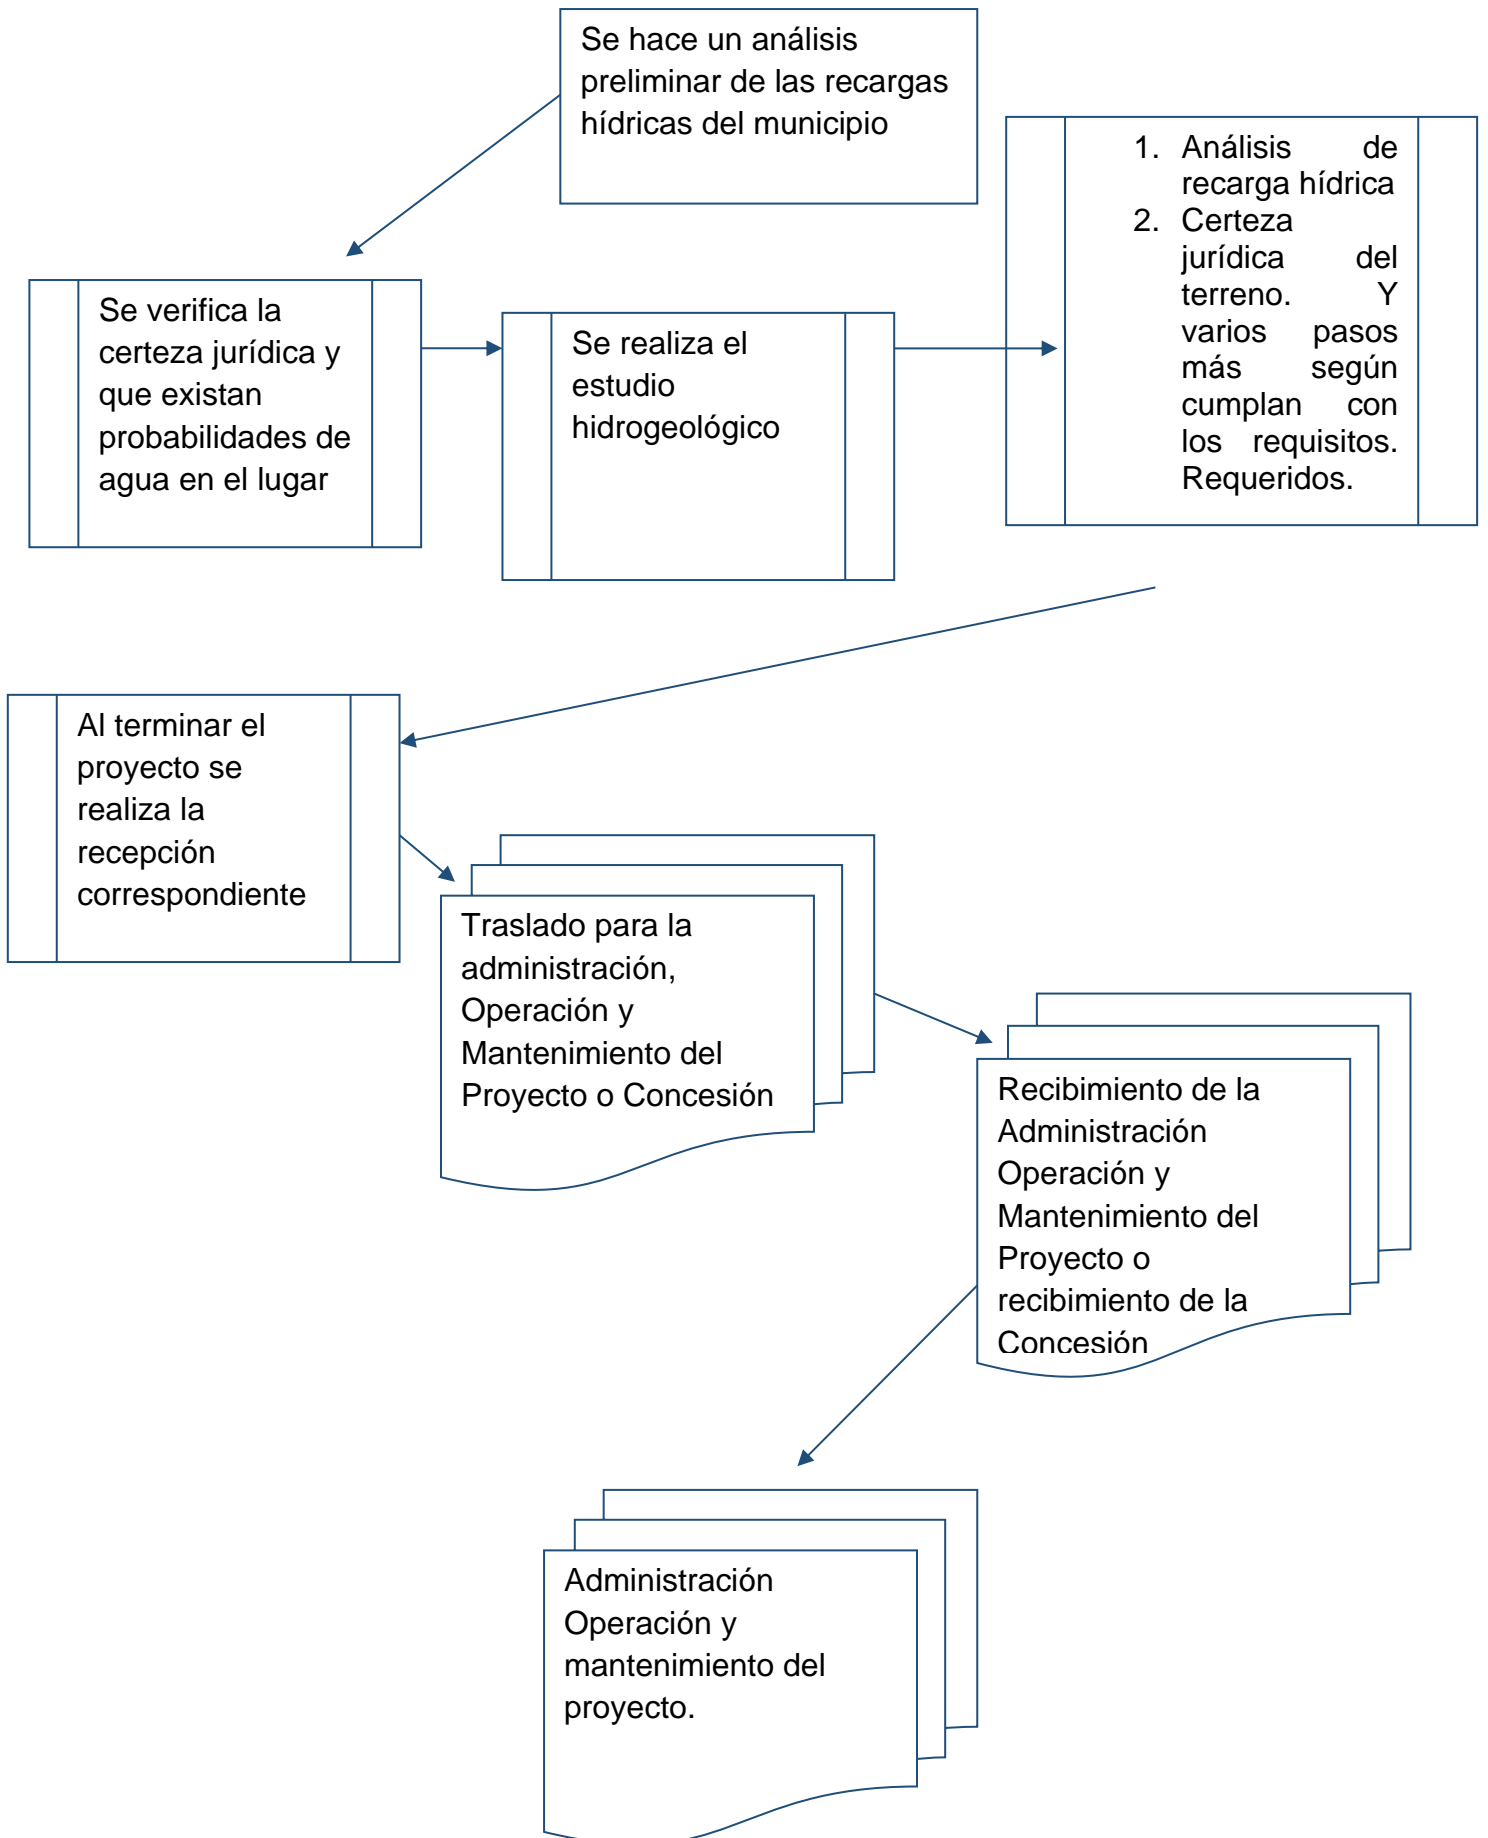 Se hace un análisis
preliminar de las recargas
hídricas del municipio
1. Análisis de
recarga hídrica
2. Certeza
jurídica del
terreno. Y
varios pasos
más según
cumplan con
los requisitos.
Requeridos.
Se verifica la
certeza jurídica y
que existan
probabilidades de
agua en el lugar
Se realiza el
estudio
hidrogeológico
Al terminar el
proyecto se
realiza la
recepción
correspondiente
Traslado para la
administración,
Operación y
Mantenimiento del
Proyecto o Concesión
Recibimiento de la
Administración
Operación y
Mantenimiento del
Proyecto o
recibimiento de la
Concesión
Administración
Operación y
mantenimiento del
proyecto.